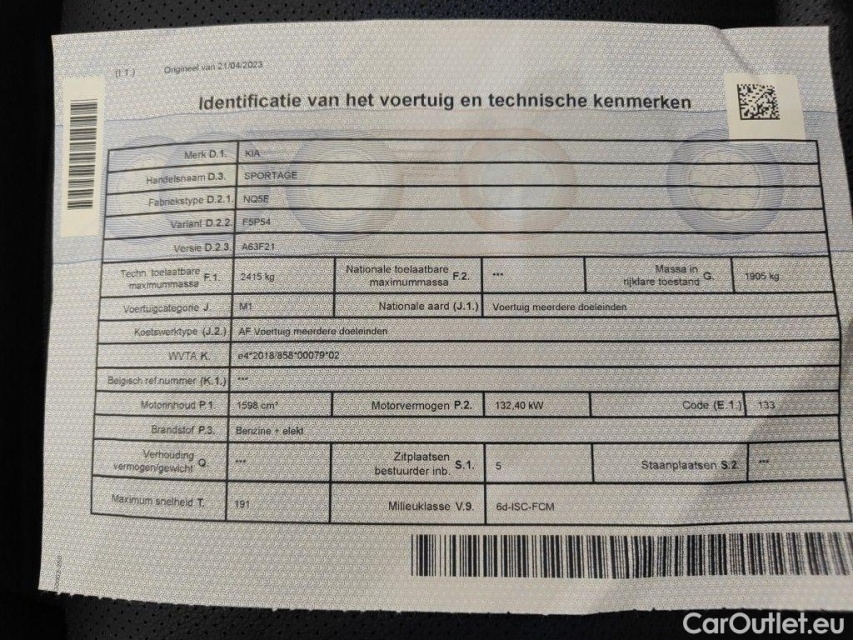 (I.1.) Origineel van 21/04/2023
Identificatie van het voertuig en technische kenmerken
Merk D.1. KIA
Handelsnaam D.3. SPORTAGE
Fabriekstype D.2.1. NQ5E
Variant D.2.2. F5P54
Versie D.2.3. A63F21
Techn. toelaatbare maximummassa F.1. 2415 kg Nationale toelaatbare maximummassa F.2. *** Massa in rijklare toestand G. 1905 kg
Voertuigcategorie J. M1 Nationale aard (J.1.) Voertuig meerdere doeleinden
Koetswerktype (J.2.) AF Voertuig meerdere doeleinden
WVTA K. e4*2018/858*00079*02
Belgisch ref.nummer (K.1.) ***
Motorinhoud P.1. 1598 cm³ Motorvermogen P.2. 132,40 kW Code (E.1.) 133
Brandstof P.3. Benzine + elekt
Verhouding vermogen/gewicht Q. *** Zitplaatsen bestuurder inb. S.1. 5 Staanplaatsen S.2. ***
Maximum snelheid T. 191 Milieuklasse V.9. 6d-ISC-FCM
CarOutlet.eu